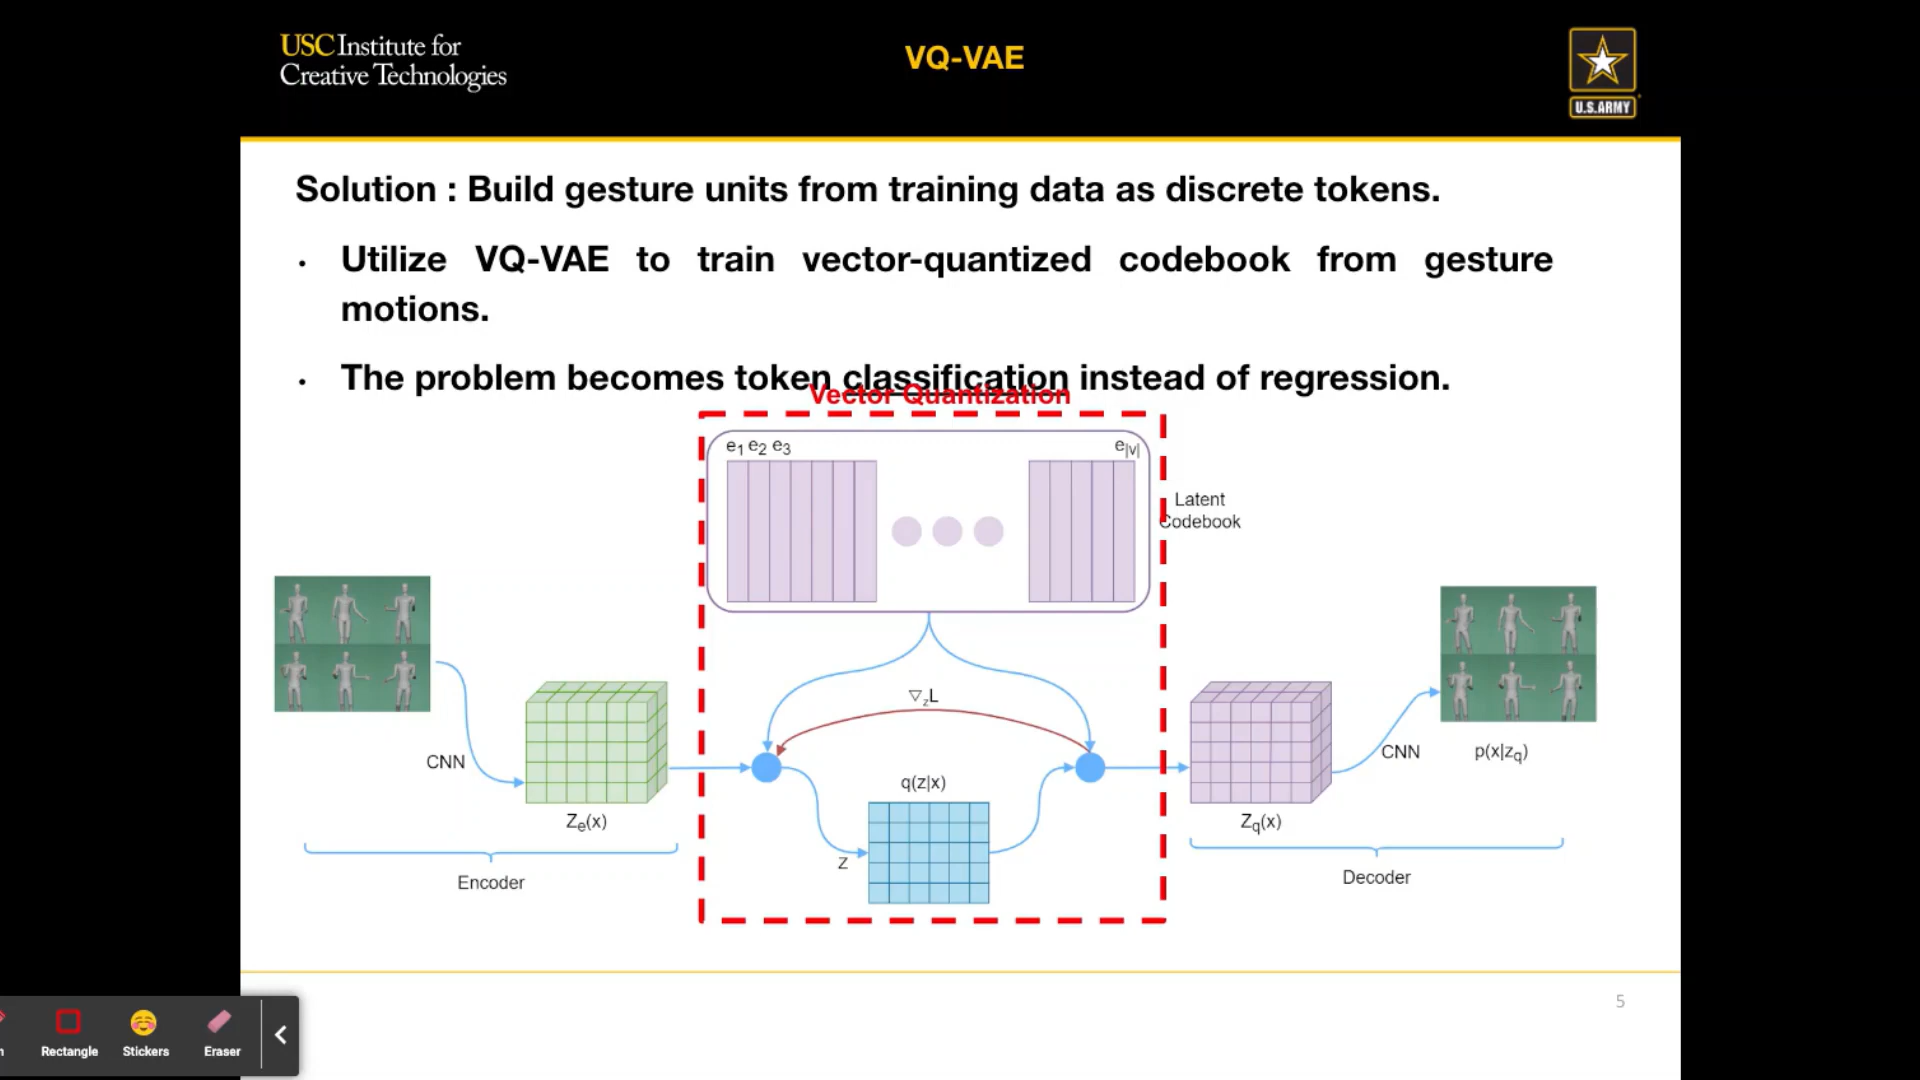 USC Institute for
Creative Technologies
VQ-VAE
U.S.ARMY
Solution : Build gesture units from training data as discrete tokens.
• Utilize VQ-VAE to train vector-quantized codebook from gesture
motions.
• The problem becomes token classification instead of regression.
Vector Quantization
e1 e2 e3
e|v|
Latent
Codebook
▽zL
CNN
q(z|x)
CNN
p(x|zq)
Ze(x)
Zq(x)
z
Encoder
Decoder
5
Rectangle
Stickers
Eraser